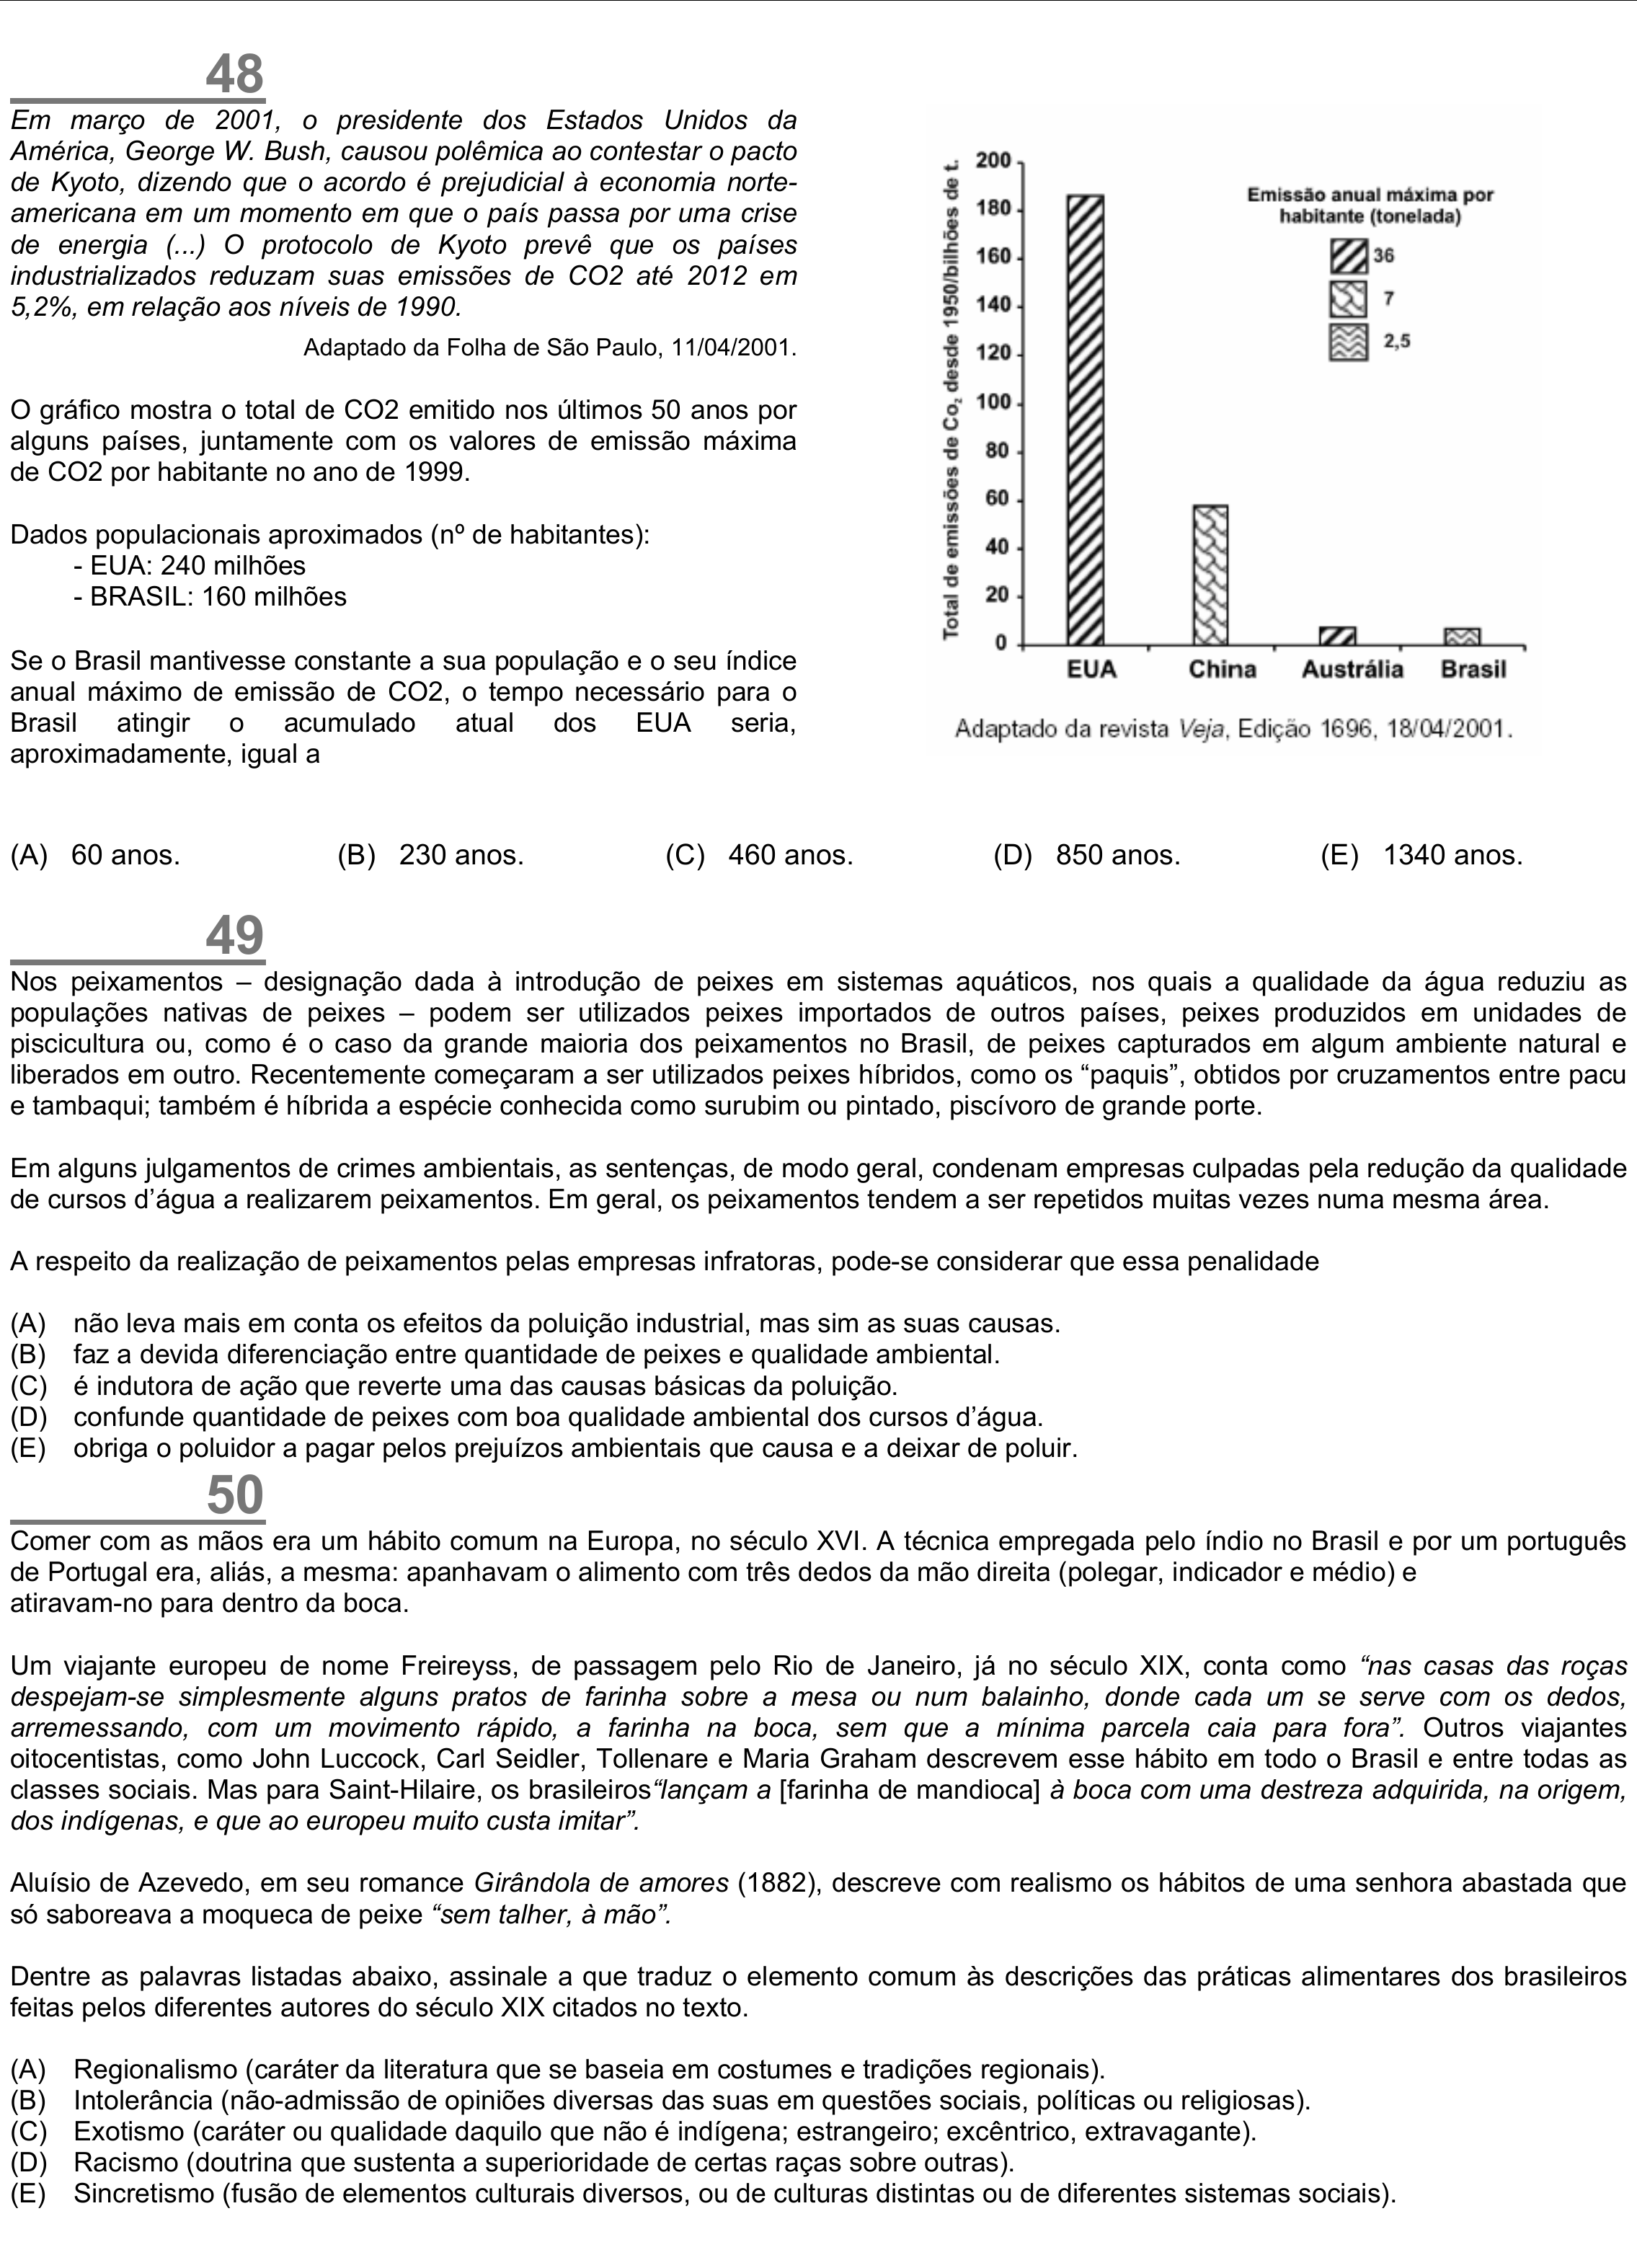 48
Em março de 2001, o presidente dos Estados Unidos da
América, George W. Bush, causou polêmica ao contestar o pacto
de Kyoto, dizendo que o acordo é prejudicial à economia norte-
americana em um momento em que o país passa por uma crise
de energia (...) O protocolo de Kyoto prevê que os países
industrializados reduzam suas emissões de CO2 até 2012 em
5,2%, em relação aos níveis de 1990.
Adaptado da Folha de São Paulo, 11/04/2001.
O gráfico mostra o total de CO2 emitido nos últimos 50 anos por
alguns países, juntamente com os valores de emissão máxima
de CO2 por habitante no ano de 1999.
Dados populacionais aproximados (nº de habitantes):
- EUA: 240 milhões
- BRASIL: 160 milhões
Se o Brasil mantivesse constante a sua população e o seu índice
anual máximo de emissão de CO2, o tempo necessário para o
Brasil atingir o acumulado atual dos EUA seria,
aproximadamente, igual a
Total de emissões de Co₂ desde 1950/bilhões de t.
200
180
160
140
120
100
80
60
40
20
0
Emissão anual máxima por
habitante (tonelada)
36
7
2,5
EUA China Austrália Brasil
Adaptado da revista Veja, Edição 1696, 18/04/2001.
(A) 60 anos. (B) 230 anos. (C) 460 anos. (D) 850 anos. (E) 1340 anos.
49
Nos peixamentos – designação dada à introdução de peixes em sistemas aquáticos, nos quais a qualidade da água reduziu as
populações nativas de peixes – podem ser utilizados peixes importados de outros países, peixes produzidos em unidades de
piscicultura ou, como é o caso da grande maioria dos peixamentos no Brasil, de peixes capturados em algum ambiente natural e
liberados em outro. Recentemente começaram a ser utilizados peixes híbridos, como os “paquis”, obtidos por cruzamentos entre pacu
e tambaqui; também é híbrida a espécie conhecida como surubim ou pintado, piscívoro de grande porte.
Em alguns julgamentos de crimes ambientais, as sentenças, de modo geral, condenam empresas culpadas pela redução da qualidade
de cursos d’água a realizarem peixamentos. Em geral, os peixamentos tendem a ser repetidos muitas vezes numa mesma área.
A respeito da realização de peixamentos pelas empresas infratoras, pode-se considerar que essa penalidade
(A) não leva mais em conta os efeitos da poluição industrial, mas sim as suas causas.
(B) faz a devida diferenciação entre quantidade de peixes e qualidade ambiental.
(C) é indutora de ação que reverte uma das causas básicas da poluição.
(D) confunde quantidade de peixes com boa qualidade ambiental dos cursos d’água.
(E) obriga o poluidor a pagar pelos prejuízos ambientais que causa e a deixar de poluir.
50
Comer com as mãos era um hábito comum na Europa, no século XVI. A técnica empregada pelo índio no Brasil e por um português
de Portugal era, aliás, a mesma: apanhavam o alimento com três dedos da mão direita (polegar, indicador e médio) e
atiravam-no para dentro da boca.
Um viajante europeu de nome Freireyss, de passagem pelo Rio de Janeiro, já no século XIX, conta como “nas casas das roças
despejam-se simplesmente alguns pratos de farinha sobre a mesa ou num balainho, donde cada um se serve com os dedos,
arremessando, com um movimento rápido, a farinha na boca, sem que a mínima parcela caia para fora”. Outros viajantes
oitocentistas, como John Luccock, Carl Seidler, Tollenare e Maria Graham descrevem esse hábito em todo o Brasil e entre todas as
classes sociais. Mas para Saint-Hilaire, os brasileiros“lançam a [farinha de mandioca] à boca com uma destreza adquirida, na origem,
dos indígenas, e que ao europeu muito custa imitar”.
Aluísio de Azevedo, em seu romance Girândola de amores (1882), descreve com realismo os hábitos de uma senhora abastada que
só saboreava a moqueca de peixe “sem talher, à mão”.
Dentre as palavras listadas abaixo, assinale a que traduz o elemento comum às descrições das práticas alimentares dos brasileiros
feitas pelos diferentes autores do século XIX citados no texto.
(A) Regionalismo (caráter da literatura que se baseia em costumes e tradições regionais).
(B) Intolerância (não-admissão de opiniões diversas das suas em questões sociais, políticas ou religiosas).
(C) Exotismo (caráter ou qualidade daquilo que não é indígena; estrangeiro; excêntrico, extravagante).
(D) Racismo (doutrina que sustenta a superioridade de certas raças sobre outras).
(E) Sincretismo (fusão de elementos culturais diversos, ou de culturas distintas ou de diferentes sistemas sociais).